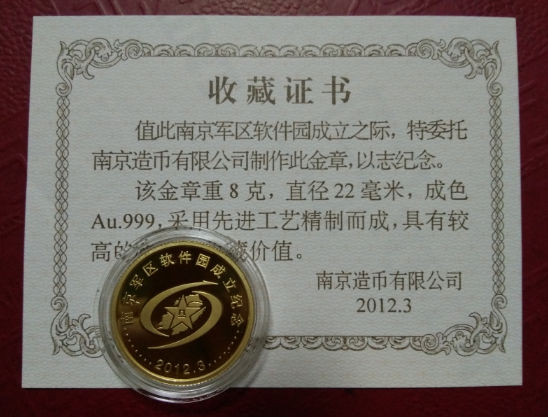 收藏证书
值此南京军区软件园成立之际，特委托
南京造币有限公司制作此金章，以志纪念。
该金章重8克，直径22毫米，成色
Au.999，采用先进工艺精制而成，具有较
高的
价值。
南京造币有限公司
2012.3
南京军区软件园成立纪念
2012.3.